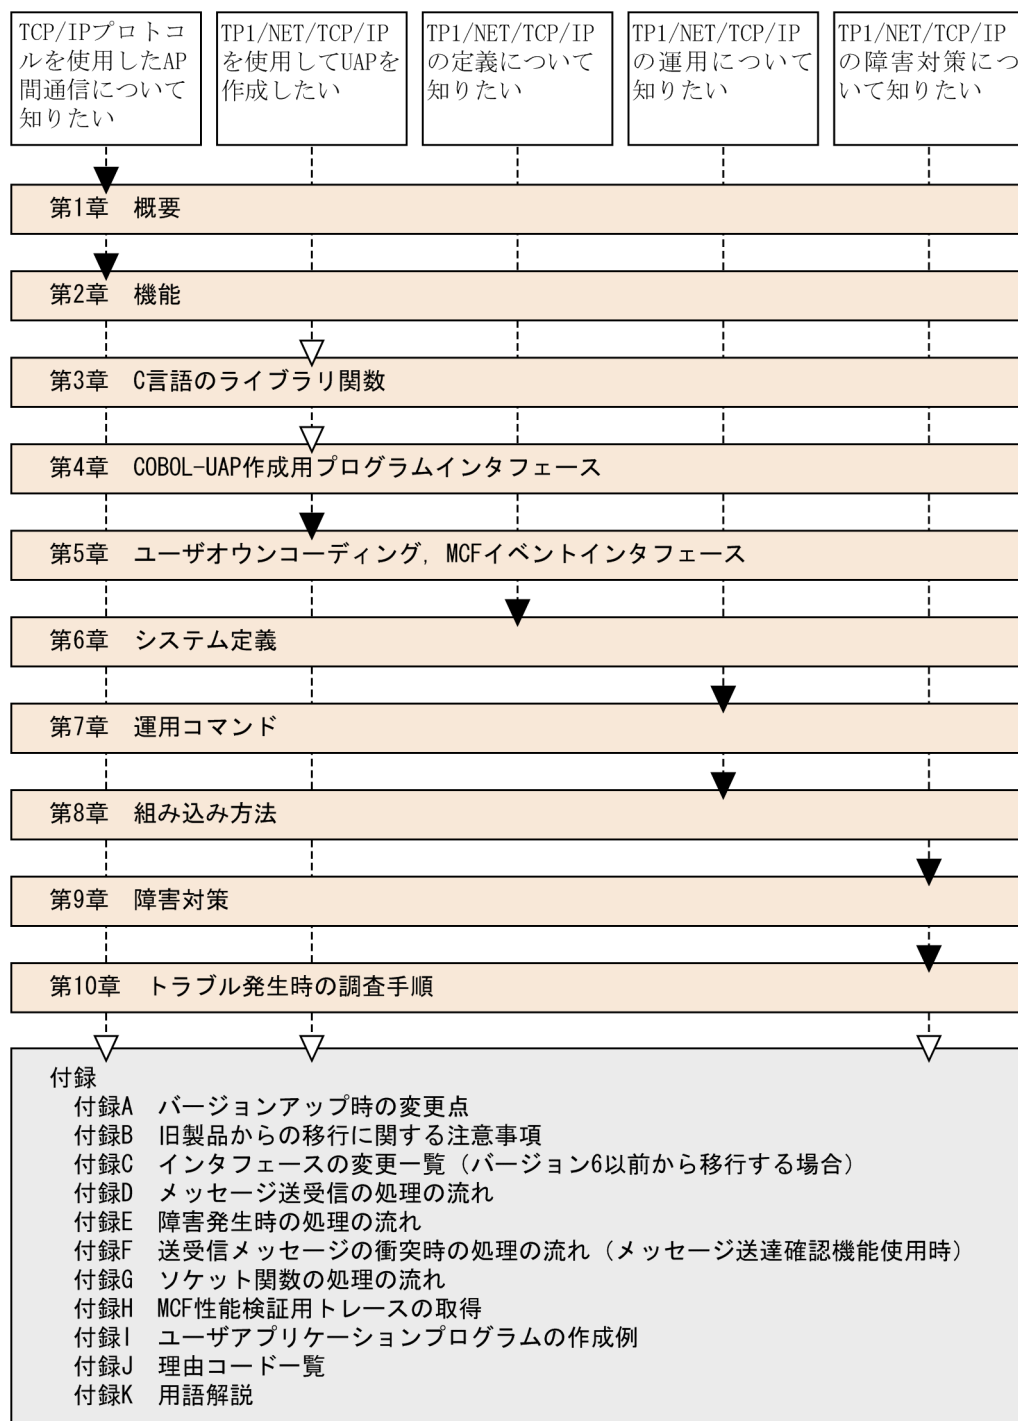 TCP/IPプロトコ
ルを使用したAP
間通信について
知りたい
TP1/NET/TCP/IP
を使用してUAPを
作成したい
TP1/NET/TCP/IP
の定義について
知りたい
TP1/NET/TCP/IP
の運用について
知りたい
TP1/NET/TCP/IP
の障害対策につ
いて知りたい
第1章 概要
第2章 機能
第3章 C言語のライブラリ関数
第4章 COBOL-UAP作成用プログラムインタフェース
第5章 ユーザオウンコーディング，MCFイベントインタフェース
第6章 システム定義
第7章 運用コマンド
第8章 組み込み方法
第9章 障害対策
第10章 トラブル発生時の調査手順
付録
付録A バージョンアップ時の変更点
付録B 旧製品からの移行に関する注意事項
付録C インタフェースの変更一覧（バージョン6以前から移行する場合）
付録D メッセージ送受信の処理の流れ
付録E 障害発生時の処理の流れ
付録F 送受信メッセージの衝突時の処理の流れ（メッセージ送達確認機能使用時）
付録G ソケット関数の処理の流れ
付録H MCF性能検証用トレースの取得
付録I ユーザアプリケーションプログラムの作成例
付録J 理由コード一覧
付録K 用語解説